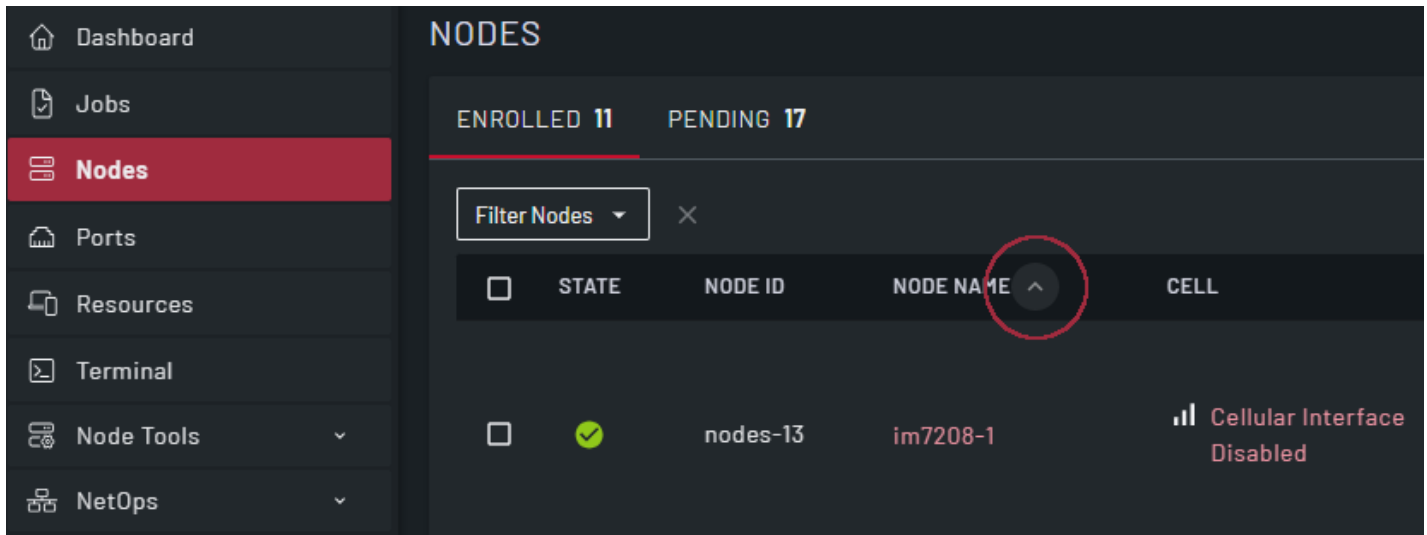 Dashboard
Jobs
Nodes
Ports
Resources
Terminal
Node Tools
NetOps
NODES
ENROLLED 11 PENDING 17
Filter Nodes
STATE NODE ID NODE NAME CELL
nodes-13 im7208-1 Cellular Interface
Disabled